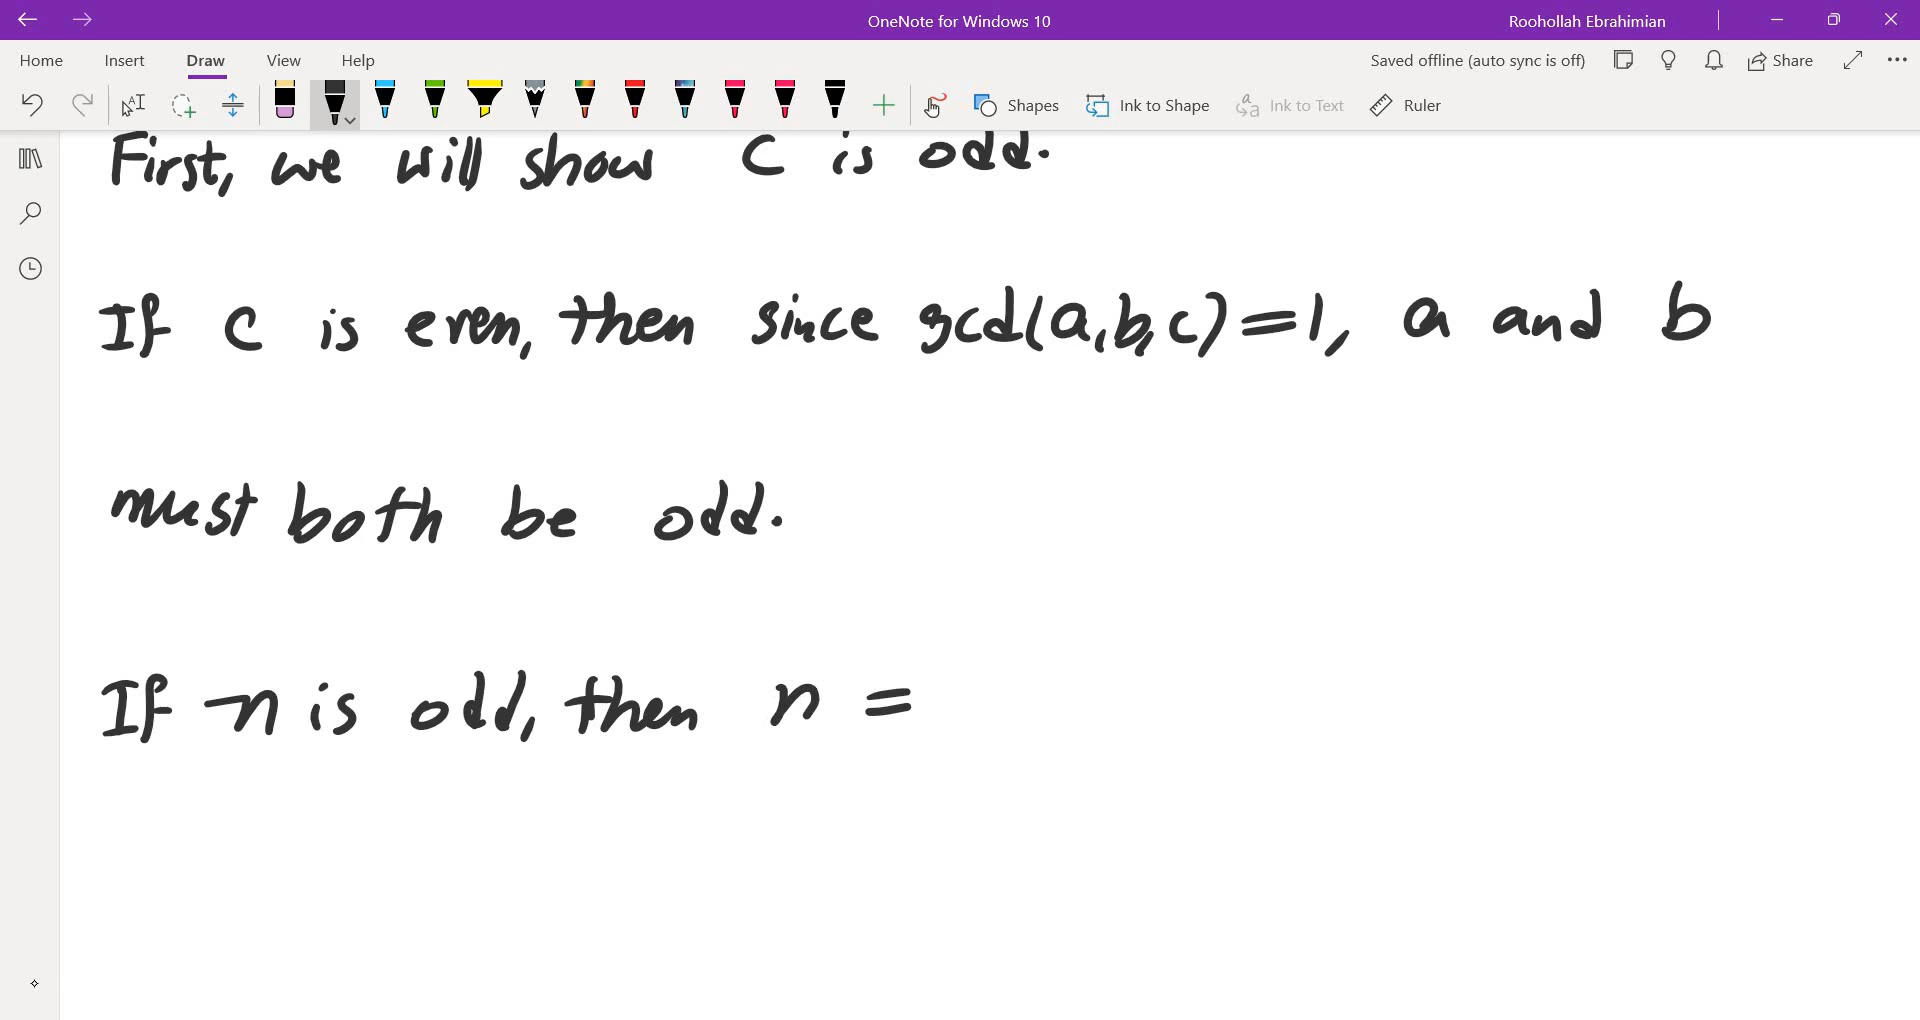 OneNote for Windows 10
Roohollah Ebrahimian
Home Insert Draw View Help
Saved offline (auto sync is off) Share
Shapes Ink to Shape Ink to Text Ruler
First, we will show C is odd.
If C is even, then since gcd(a,b,c)=1, a and b
must both be odd.
If n is odd, then n =